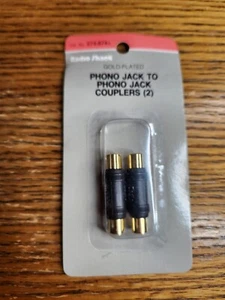 Radio Shack
GOLD-PLATED
PHONO JACK TO
PHONO JACK
COUPLERS (2)